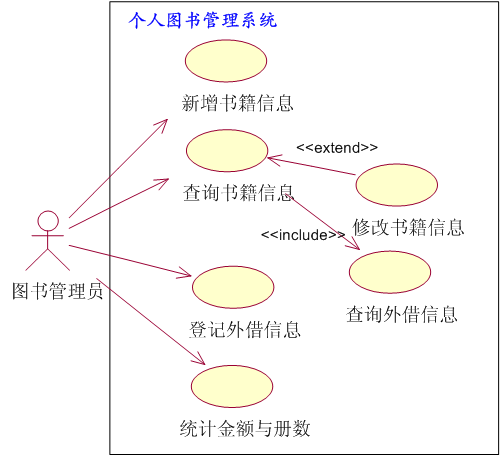 个人图书管理系统
新增书籍信息
<<extend>>
查询书籍信息
修改书籍信息
<<include>>
图书管理员
查询外借信息
登记外借信息
统计金额与册数